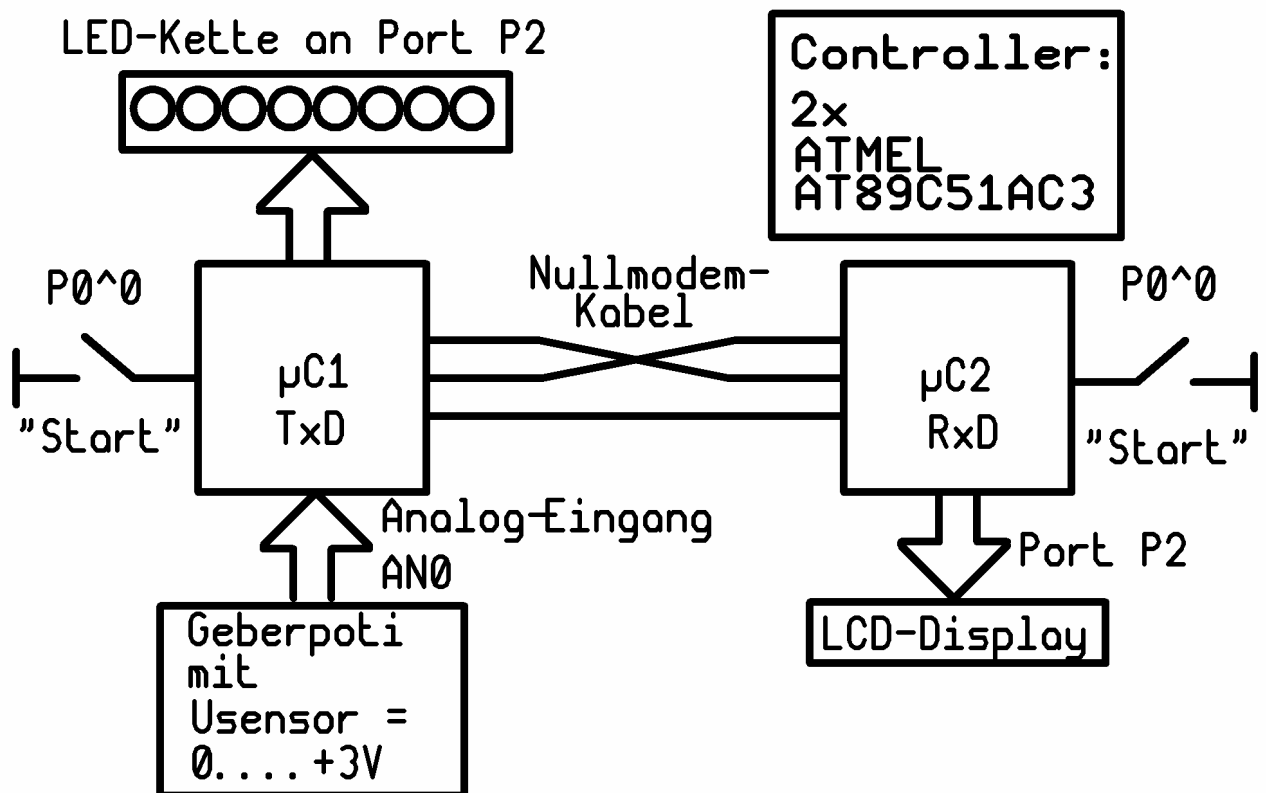 LED-Kette an Port P2
Controller:
2x
ATMEL
AT89C51AC3
P0^0
Nullmodem-
Kabel
P0^0
µC1
TxD
µC2
RxD
"Start"
"Start"
Analog-Eingang
AN0
Port P2
Geberpoti
mit
Usensor =
0....+3V
LCD-Display